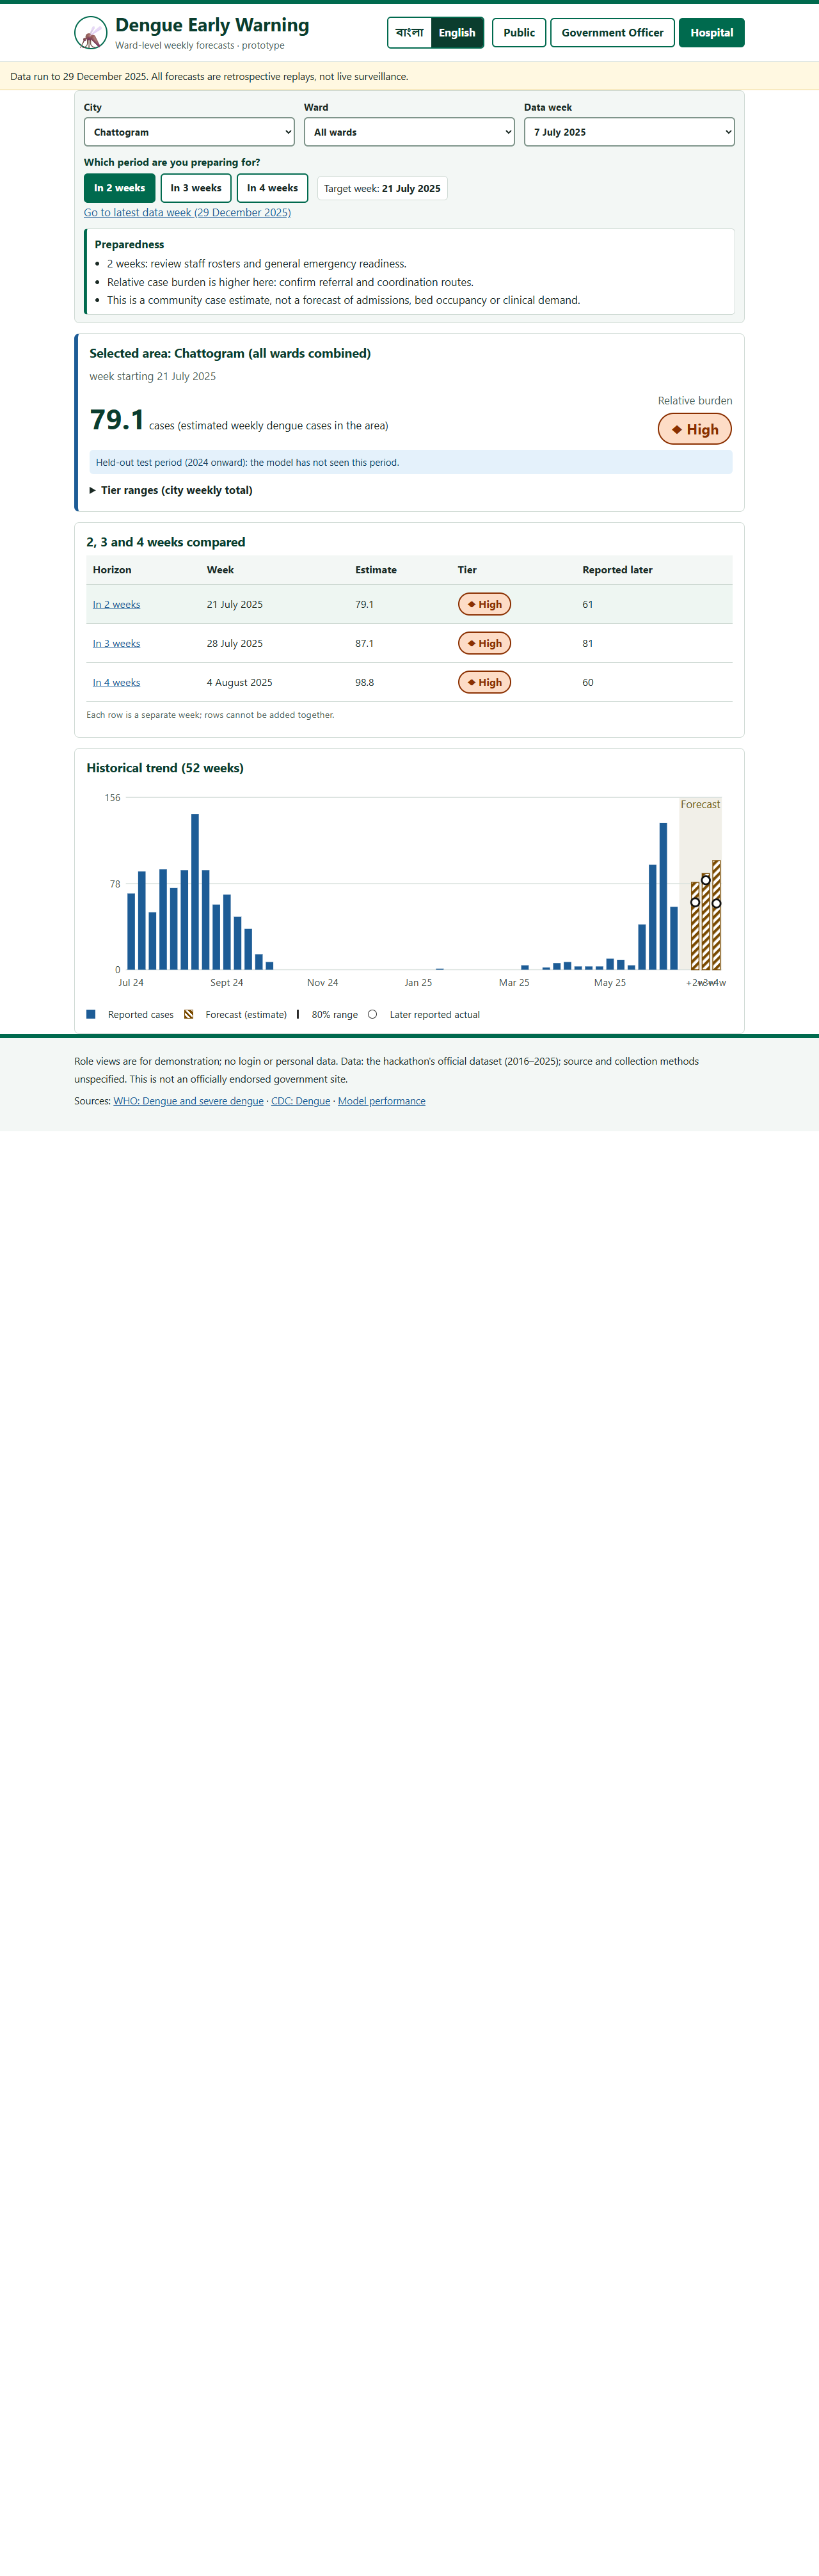 Dengue Early Warning
Ward-level weekly forecasts · prototype
বাংলা English Public Government Officer Hospital
Data run to 29 December 2025. All forecasts are retrospective replays, not live surveillance.
City Ward Data week
Chattogram All wards 7 July 2025
Which period are you preparing for?
In 2 weeks In 3 weeks In 4 weeks Target week: 21 July 2025
Go to latest data week (29 December 2025)
Preparedness
• 2 weeks: review staff rosters and general emergency readiness.
• Relative case burden is higher here: confirm referral and coordination routes.
• This is a community case estimate, not a forecast of admissions, bed occupancy or clinical demand.
Selected area: Chattogram (all wards combined)
week starting 21 July 2025
Relative burden
79.1 cases (estimated weekly dengue cases in the area)
◆ High
Held-out test period (2024 onward): the model has not seen this period.
▶ Tier ranges (city weekly total)
2, 3 and 4 weeks compared
Horizon Week Estimate Tier Reported later
In 2 weeks 21 July 2025 79.1 ◆ High 61
In 3 weeks 28 July 2025 87.1 ◆ High 81
In 4 weeks 4 August 2025 98.8 ◆ High 60
Each row is a separate week; rows cannot be added together.
Historical trend (52 weeks)
156
Forecast
78
0
Jul 24 Sept 24 Nov 24 Jan 25 Mar 25 May 25 +2w +3w +4w
Reported cases Forecast (estimate) 80% range Later reported actual
Role views are for demonstration; no login or personal data. Data: the hackathon's official dataset (2016–2025); source and collection methods
unspecified. This is not an officially endorsed government site.
Sources: WHO: Dengue and severe dengue · CDC: Dengue · Model performance